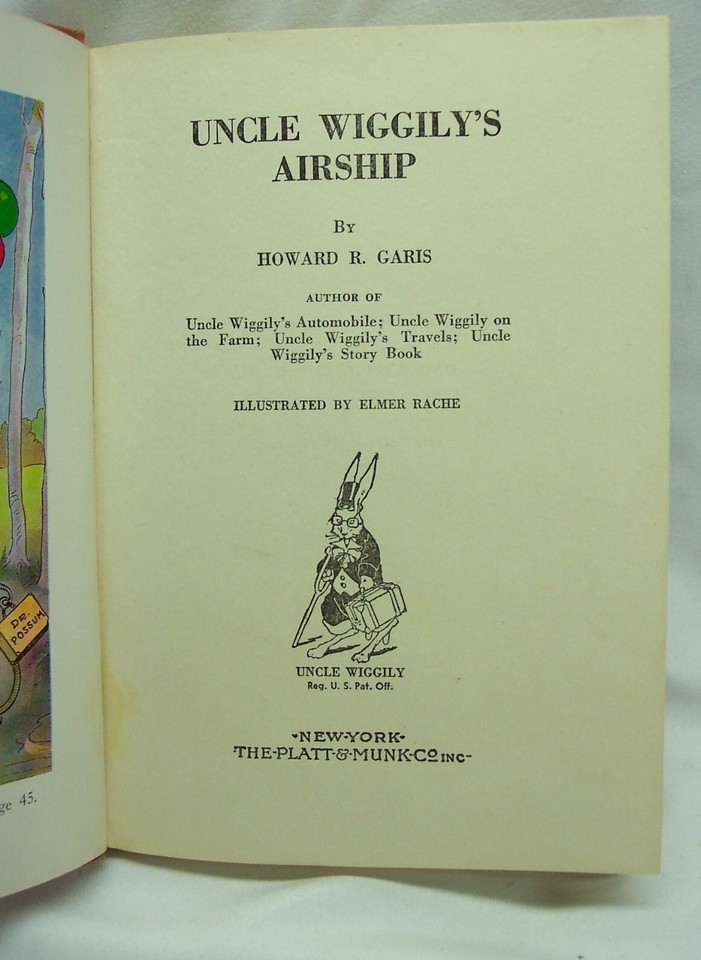 UNCLE WIGGILY'S
AIRSHIP
BY
HOWARD R. GARIS
AUTHOR OF
Uncle Wiggily's Automobile; Uncle Wiggily on
the Farm; Uncle Wiggily's Travels; Uncle
Wiggily's Story Book
ILLUSTRATED BY ELMER RACHE
DR.
POSSUM
UNCLE WIGGILY
Reg. U. S. Pat. Off.
·NEW·YORK·
THE·PLATT·&·MUNK·CO INC·
45.